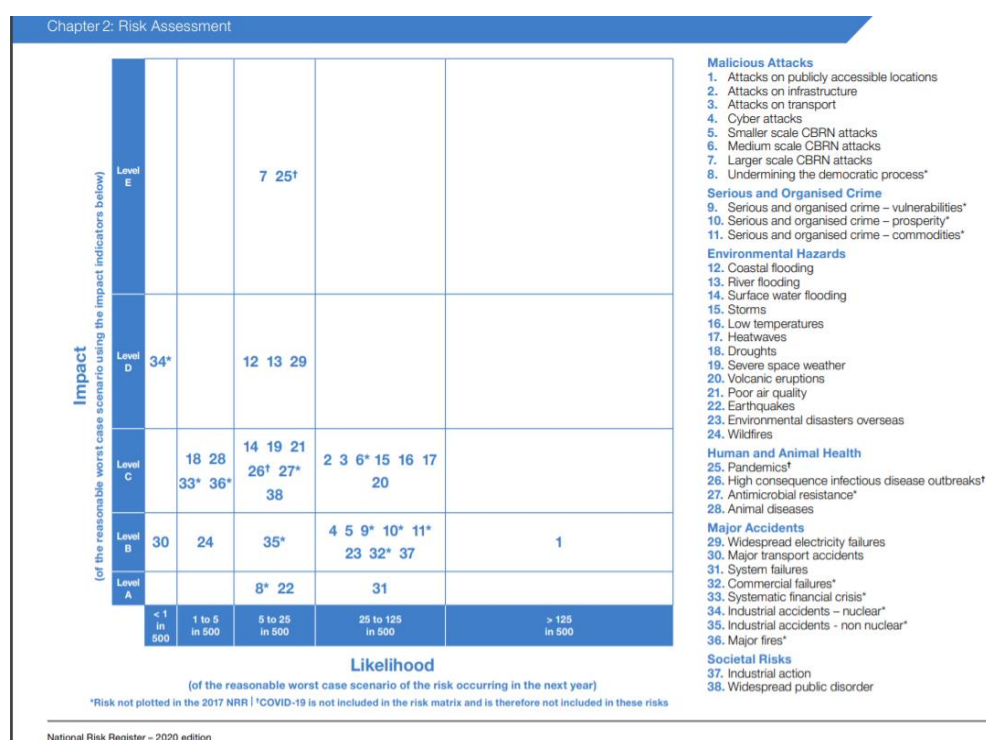 Chapter 2: Risk Assessment
Impact
(of the reasonable worst case scenario using the impact indicators below)
Level
E
7 25†
Level
D
34*
12 13 29
Level
C
18 28
33* 36*
14 19 21
26† 27*
38
2 3 6* 15 16 17
20
Level
B
30
24
35*
4 5 9* 10* 11*
23 32* 37
1
Level
A
8* 22
31
< 1
in
500
1 to 5
in 500
5 to 25
in 500
25 to 125
in 500
> 125
in 500
Likelihood
(of the reasonable worst case scenario of the risk occurring in the next year)
*Risk not plotted in the 2017 NRR | †COVID-19 is not included in the risk matrix and is therefore not included in these risks
Malicious Attacks
1. Attacks on publicly accessible locations
2. Attacks on infrastructure
3. Attacks on transport
4. Cyber attacks
5. Smaller scale CBRN attacks
6. Medium scale CBRN attacks
7. Larger scale CBRN attacks
8. Undermining the democratic process*
Serious and Organised Crime
9. Serious and organised crime – vulnerabilities*
10. Serious and organised crime – prosperity*
11. Serious and organised crime – commodities*
Environmental Hazards
12. Coastal flooding
13. River flooding
14. Surface water flooding
15. Storms
16. Low temperatures
17. Heatwaves
18. Droughts
19. Severe space weather
20. Volcanic eruptions
21. Poor air quality
22. Earthquakes
23. Environmental disasters overseas
24. Wildfires
Human and Animal Health
25. Pandemics†
26. High consequence infectious disease outbreaks†
27. Antimicrobial resistance*
28. Animal diseases
Major Accidents
29. Widespread electricity failures
30. Major transport accidents
31. System failures
32. Commercial failures*
33. Systematic financial crisis*
34. Industrial accidents – nuclear*
35. Industrial accidents - non nuclear*
36. Major fires*
Societal Risks
37. Industrial action
38. Widespread public disorder
National Risk Register – 2020 edition